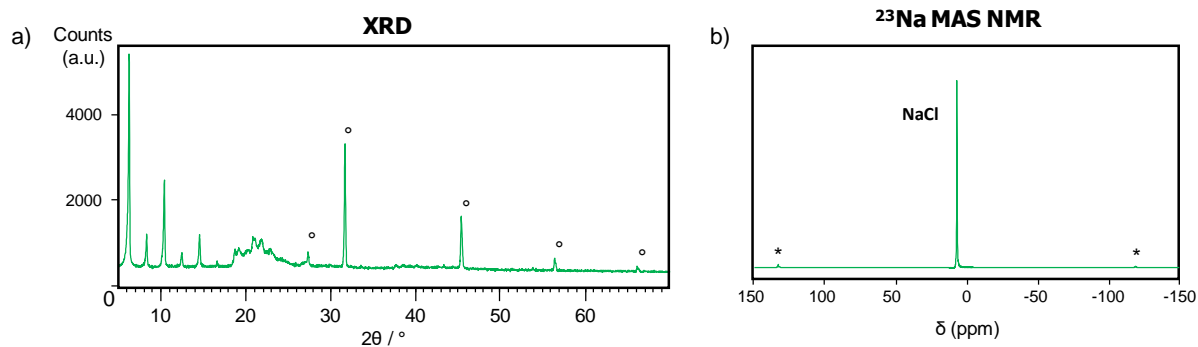 a)
Counts
(a.u.)
XRD
4000
2000
0
10
20
30
40
50
60
2θ / °
b)
²³Na MAS NMR
NaCl
*
*
150
100
50
0
-50
-100
-150
δ (ppm)